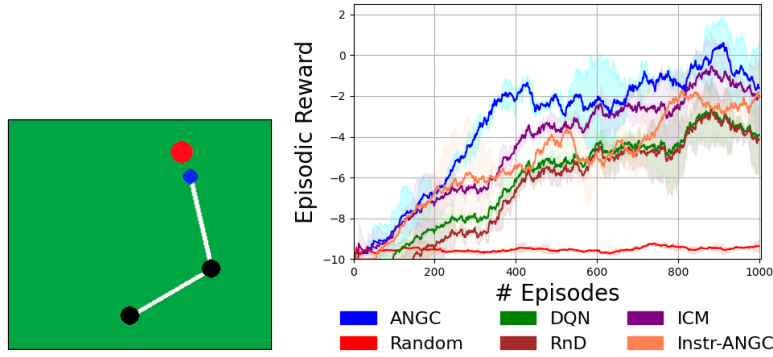 2
0
−2
−4
−6
−8
−10
Episodic Reward
0 200 400 600 800 1000
# Episodes
ANGC DQN ICM
Random RnD Instr-ANGC